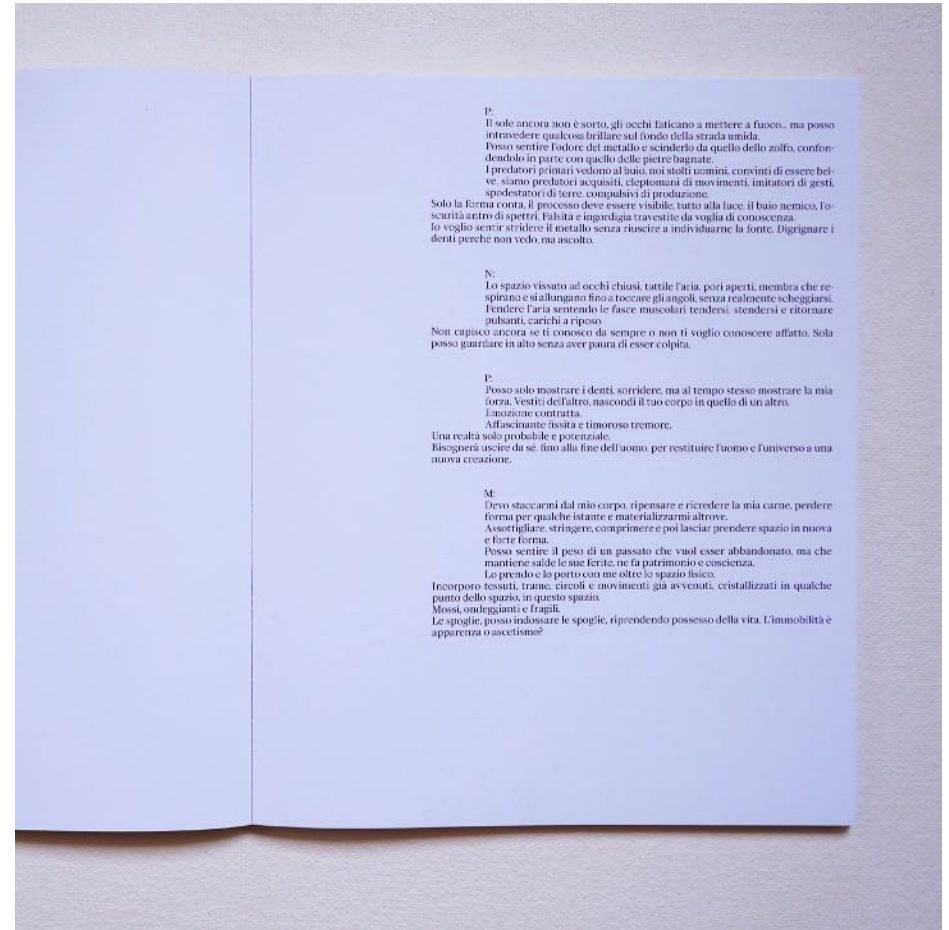 P:
Il sole ancora non è sorto, gli occhi faticano a mettere a fuoco... ma posso
intravedere qualcosa brillare sul fondo della strada umida.
Posso sentire l'odore del metallo e scinderlo da quello dello zolfo, confon-
dendolo in parte con quello delle pietre bagnate.
I predatori primari vedono al buio, noi stolti uomini, convinti di essere bel-
ve, siamo predatori acquisiti, cleptomani di movimenti, imitatori di gesti,
spodestatori di terre, compulsivi di produzione.
Solo la forma conta, il processo deve essere visibile, tutto alla luce, il buio nemico, l'o-
scurità antro di spettri. Falsità e ingordigia travestite da voglia di conoscenza.
Io voglio sentir stridere il metallo senza riuscire a individuarne la fonte. Digrignare i
denti perché non vedo, ma ascolto.
N:
Lo spazio vissuto ad occhi chiusi, tattile l'aria, pori aperti, membra che re-
spirano e si allungano fino a toccare gli angoli, senza realmente scheggiarsi.
Fendere l'aria sentendo le fasce muscolari tendersi, stendersi e ritornare
pulsanti, carichi a riposo.
Non capisco ancora se ti conosco da sempre o non ti voglio conoscere affatto. Sola
posso guardare in alto senza aver paura di esser colpita.
P:
Posso solo mostrare i denti, sorridere, ma al tempo stesso mostrare la mia
forza. Vestiti dell'altro, nascondi il tuo corpo in quello di un altro.
Emozione contratta.
Affascinante fissità e timoroso tremore.
Una realtà solo probabile e potenziale.
Bisognerà uscire da sé, fino alla fine dell'uomo, per restituire l'uomo e l'universo a una
nuova creazione.
M:
Devo staccarmi dal mio corpo, ripensare e ricredere la mia carne, perdere
forma per qualche istante e materializzarmi altrove.
Assottigliare, stringere, comprimere e poi lasciar prendere spazio in nuova
e forte forma.
Posso sentire il peso di un passato che vuol esser abbandonato, ma che
mantiene salde le sue ferite, ne fa patrimonio e coscienza.
Lo prendo e lo porto con me oltre lo spazio fisico.
Incorporo tessuti, trame, circoli e movimenti già avvenuti, cristallizzati in qualche
punto dello spazio, in questo spazio.
Mossi, ondeggianti e fragili.
Le spoglie, posso indossare le spoglie, riprendendo possesso della vita. L'immobilità è
apparenza o ascetismo?